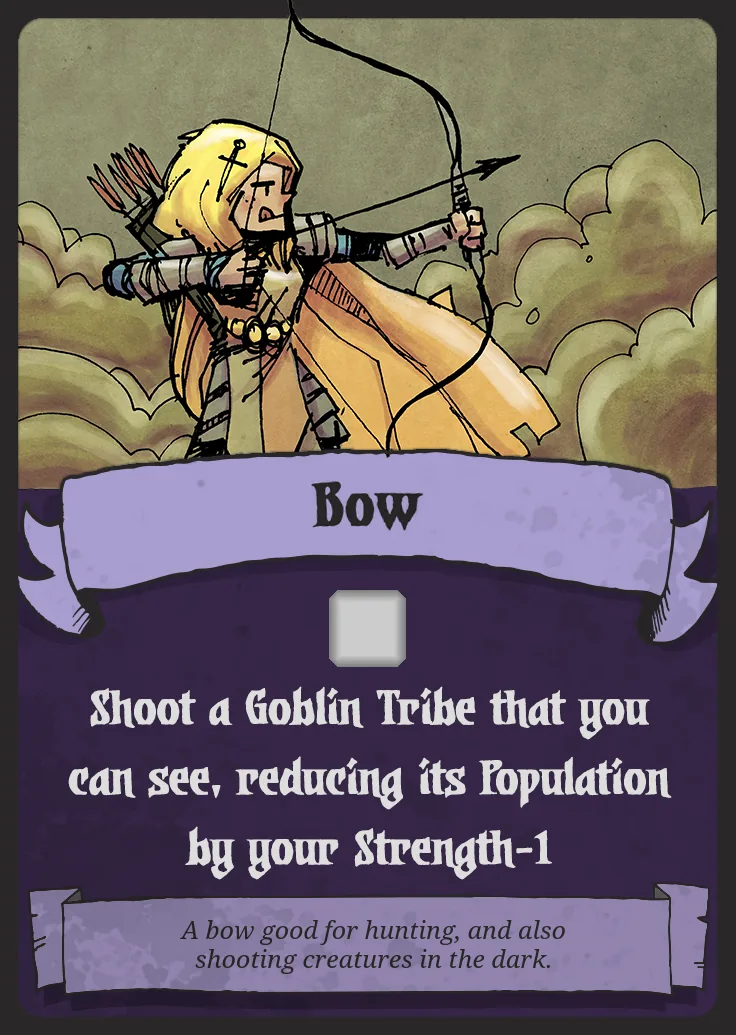 Bow
Shoot a Goblin Tribe that you
can see, reducing its Population
by your Strength-1
A bow good for hunting, and also
shooting creatures in the dark.